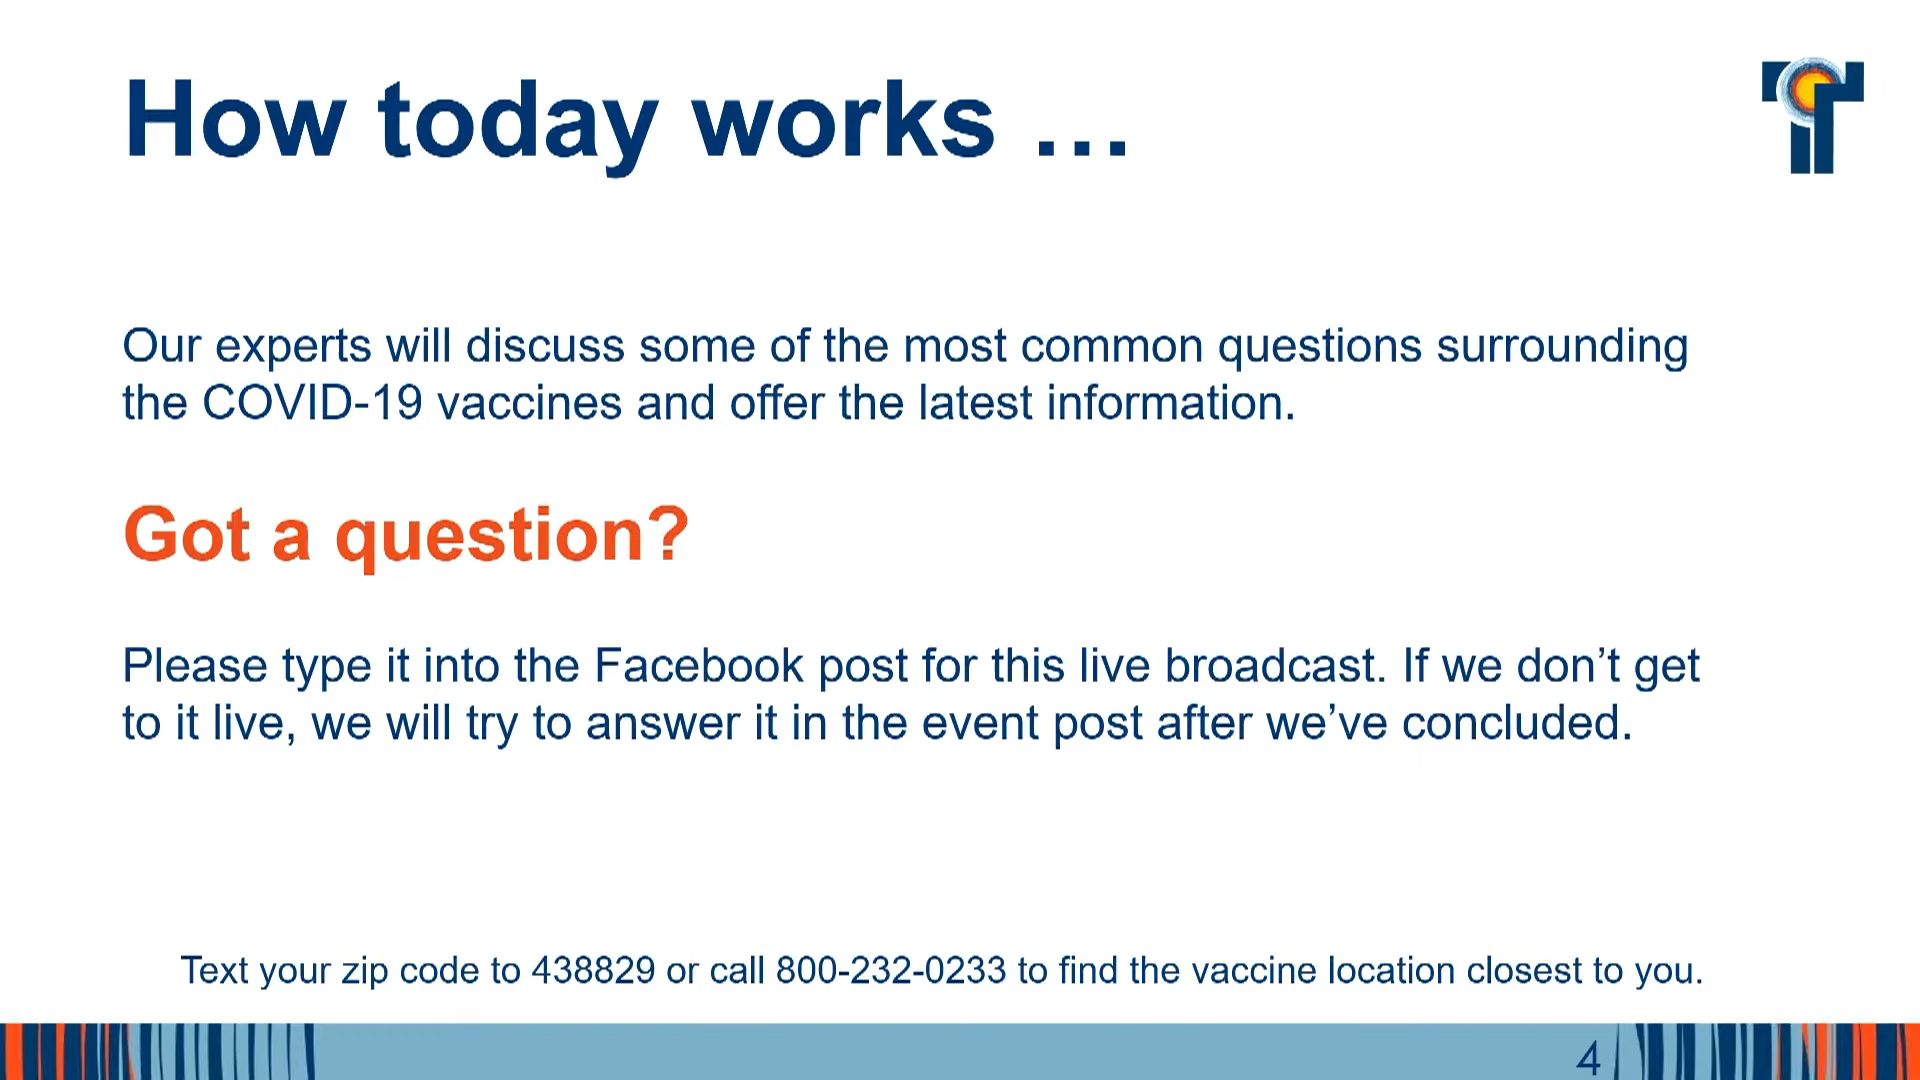 How today works …
Our experts will discuss some of the most common questions surrounding
the COVID-19 vaccines and offer the latest information.
Got a question?
Please type it into the Facebook post for this live broadcast. If we don’t get
to it live, we will try to answer it in the event post after we’ve concluded.
Text your zip code to 438829 or call 800-232-0233 to find the vaccine location closest to you.
4